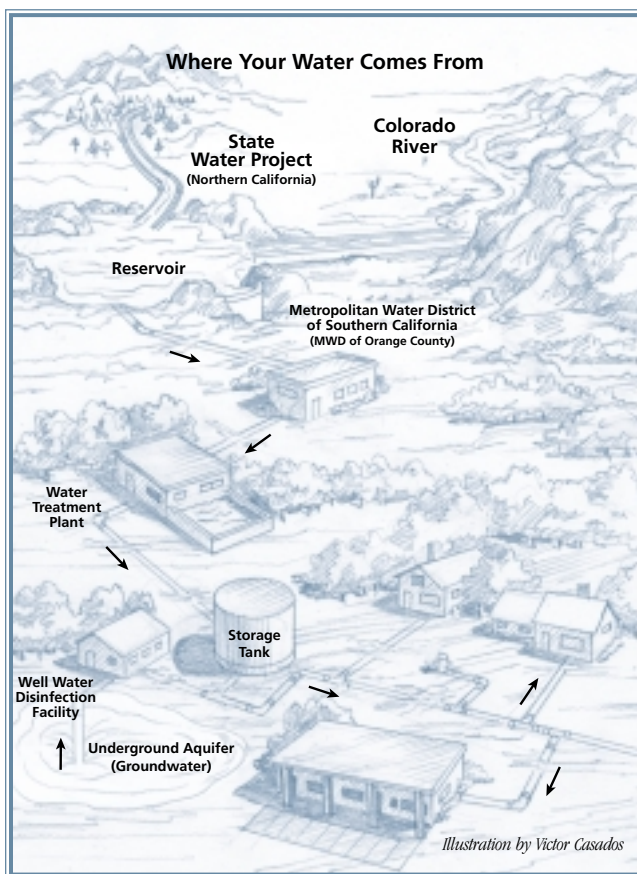 Where Your Water Comes From
State
Water Project
(Northern California)
Colorado
River
Reservoir
Metropolitan Water District
of Southern California
(MWD of Orange County)
Water
Treatment
Plant
Storage
Tank
Well Water
Disinfection
Facility
Underground Aquifer
(Groundwater)
Illustration by Victor Casados